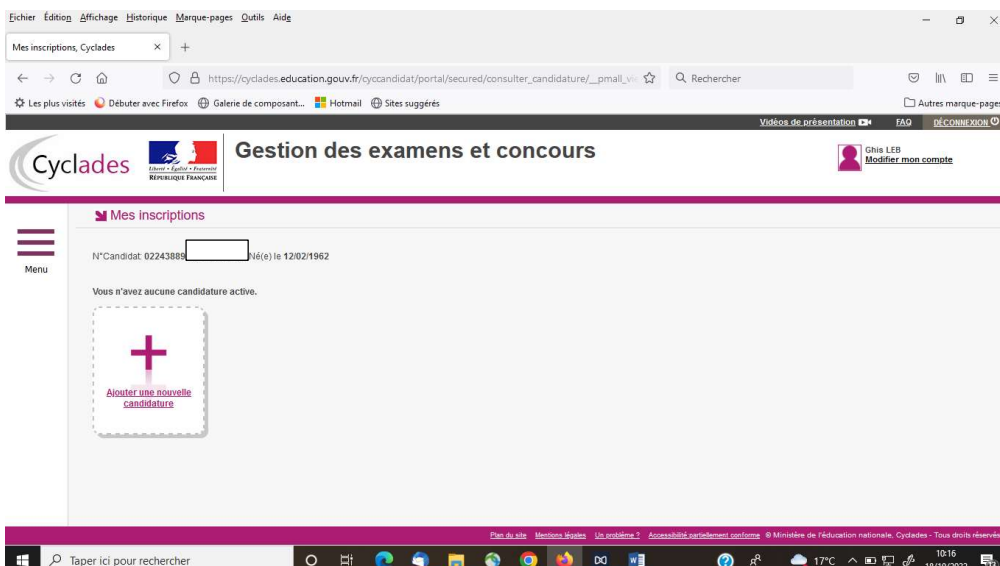 Fichier Édition Affichage Historique Marque-pages Outils Aide
Mes inscriptions, Cyclades × +
https://cyclades.education.gouv.fr/cyccandidat/portal/secured/consulter_candidature/__pmall_vi Rechercher
Les plus visités Débuter avec Firefox Galerie de composant... Hotmail Sites suggérés Autres marque-pages
Vidéos de présentation FAQ DÉCONNEXION
Cyclades
Liberté • Égalité • Fraternité
RÉPUBLIQUE FRANÇAISE
Gestion des examens et concours
Ghis LEB
Modifier mon compte
Menu
Mes inscriptions
N°Candidat 02243889 Né(e) le 12/02/1962
Vous n'avez aucune candidature active.
Ajouter une nouvelle
candidature
Plan du site Mentions légales Un problème ? Accessibilité partiellement conforme © Ministère de l'éducation nationale, Cyclades - Tous droits réservés
Taper ici pour rechercher
17°C
10:16